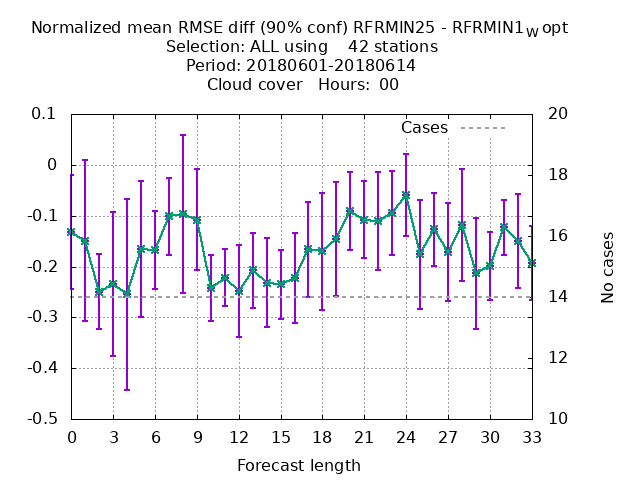 Normalized mean RMSE diff (90% conf) RFRMIN25 - RFRMIN1wopt
Selection: ALL using 42 stations
Period: 20180601-20180614
Cloud cover Hours: 00
Cases
0.1
0
-0.1
-0.2
-0.3
-0.4
-0.5
20
18
16
14
12
10
No cases
0 3 6 9 12 15 18 21 24 27 30 33
Forecast length